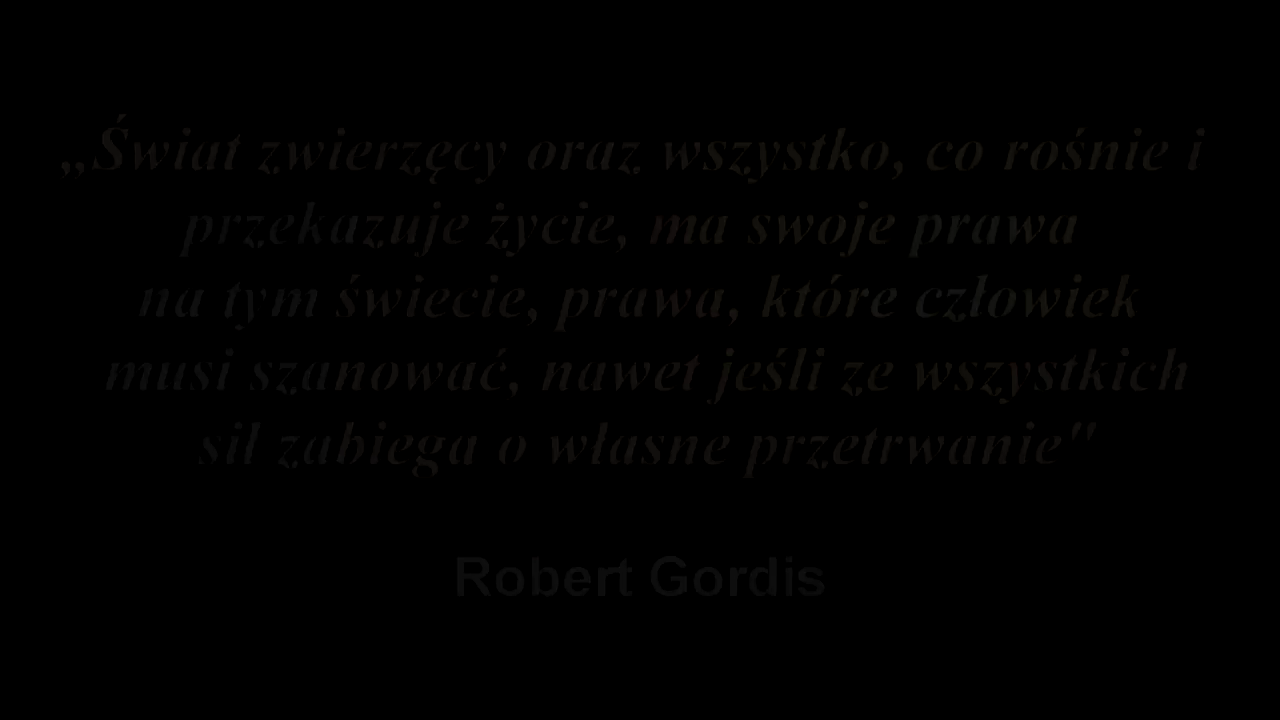 „Świat zwierzęcy oraz wszystko, co rośnie i
przekazuje życie, ma swoje prawa
na tym świecie, prawa, które człowiek
musi szanować, nawet jeśli ze wszystkich
sił zabiega o własne przetrwanie"
Robert Gordis